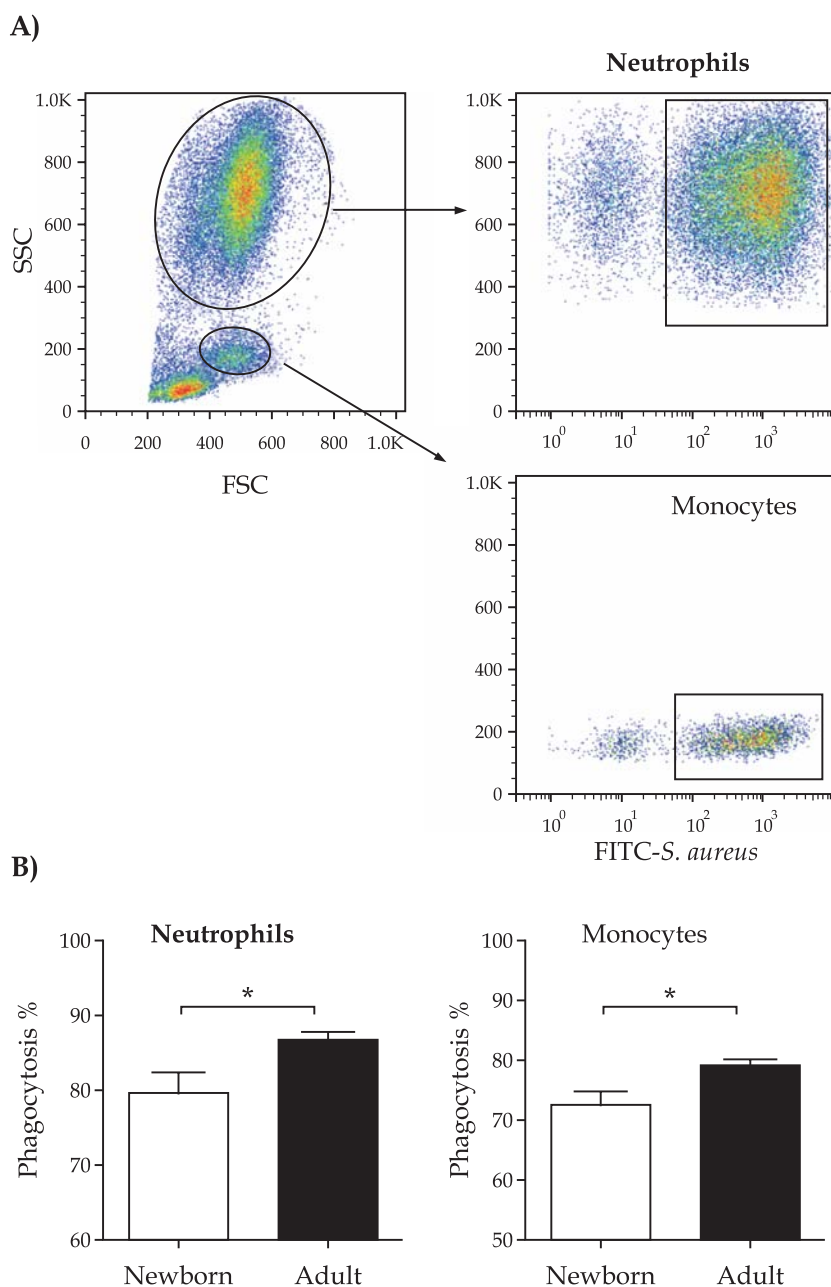 A)
Neutrophils
1.0K
800
600
400
200
0
SSC
0 200 400 600 800 1.0K
FSC
1.0K
800
600
400
200
0
10^0 10^1 10^2 10^3
Monocytes
1.0K
800
600
400
200
0
10^0 10^1 10^2 10^3
FITC-S. aureus
B)
Neutrophils
100
90
80
70
60
Phagocytosis %
*
Newborn Adult
Monocytes
100
90
80
70
60
50
Phagocytosis %
*
Newborn Adult